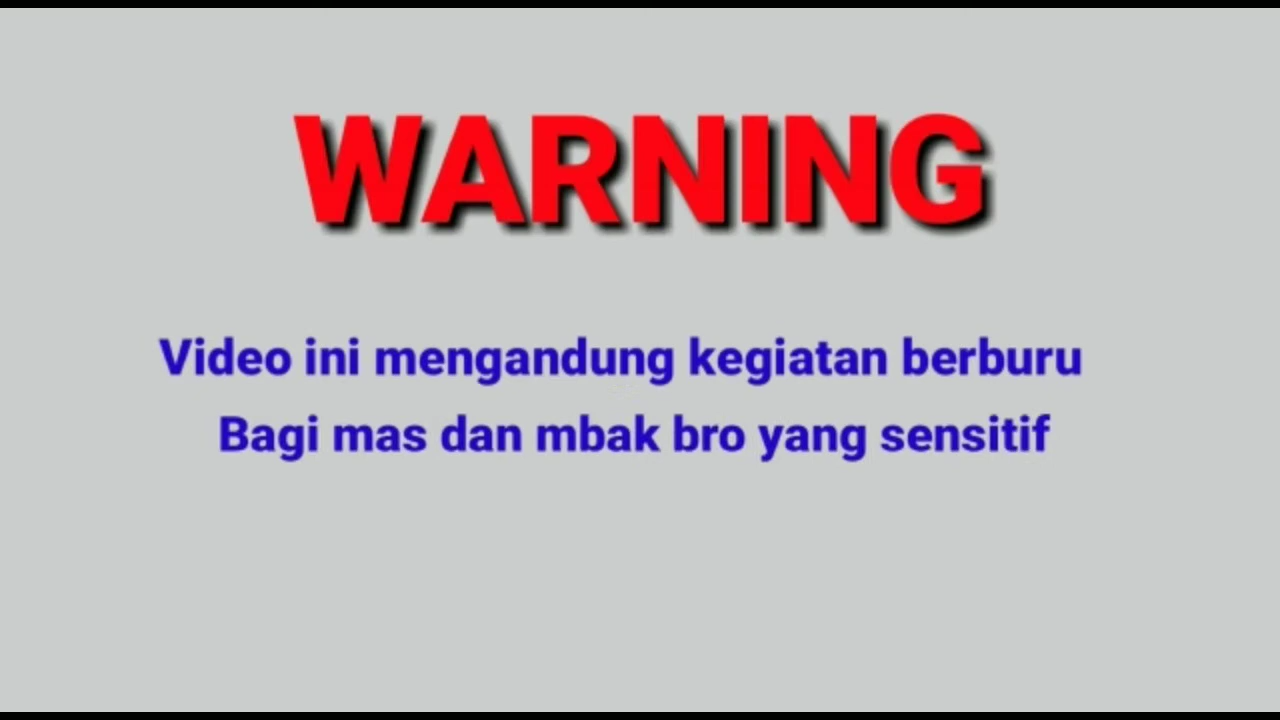 WARNING
Video ini mengandung kegiatan berburu
Bagi mas dan mbak bro yang sensitif